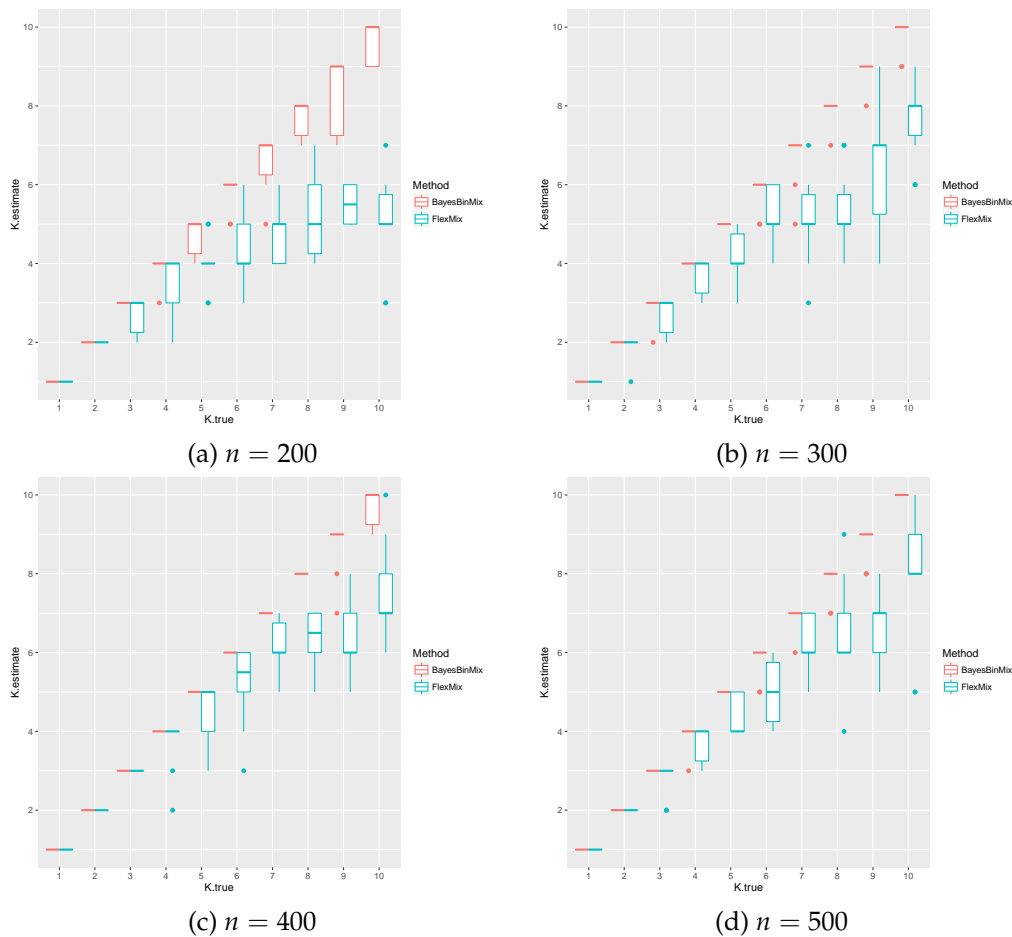 10
8
6
4
2
K.estimate
1 2 3 4 5 6 7 8 9 10
K.true
Method
BayesBinMix
FlexMix
(a) n = 200
10
8
6
4
2
K.estimate
1 2 3 4 5 6 7 8 9 10
K.true
Method
BayesBinMix
FlexMix
(b) n = 300
10
8
6
4
2
K.estimate
1 2 3 4 5 6 7 8 9 10
K.true
Method
BayesBinMix
FlexMix
(c) n = 400
10
8
6
4
2
K.estimate
1 2 3 4 5 6 7 8 9 10
K.true
Method
BayesBinMix
FlexMix
(d) n = 500